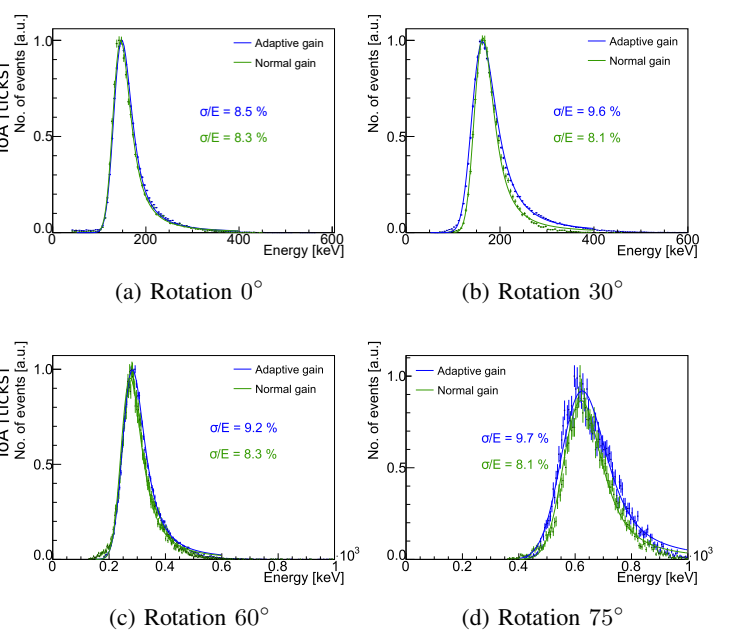 No. of events [a.u.]
1.0
0.5
0.0
0
200
400
600
Energy [keV]
Adaptive gain
Normal gain
σ/E = 8.5 %
σ/E = 8.3 %
(a) Rotation 0°
No. of events [a.u.]
1.0
0.5
0.0
0
200
400
600
Energy [keV]
Adaptive gain
Normal gain
σ/E = 9.6 %
σ/E = 8.1 %
(b) Rotation 30°
No. of events [a.u.]
1.0
0.5
0.0
0
0.2
0.4
0.6
0.8
1
·10³
Energy [keV]
Adaptive gain
Normal gain
σ/E = 9.2 %
σ/E = 8.3 %
(c) Rotation 60°
No. of events [a.u.]
1.0
0.5
0.0
0
0.2
0.4
0.6
0.8
1
·10³
Energy [keV]
Adaptive gain
Normal gain
σ/E = 9.7 %
σ/E = 8.1 %
(d) Rotation 75°